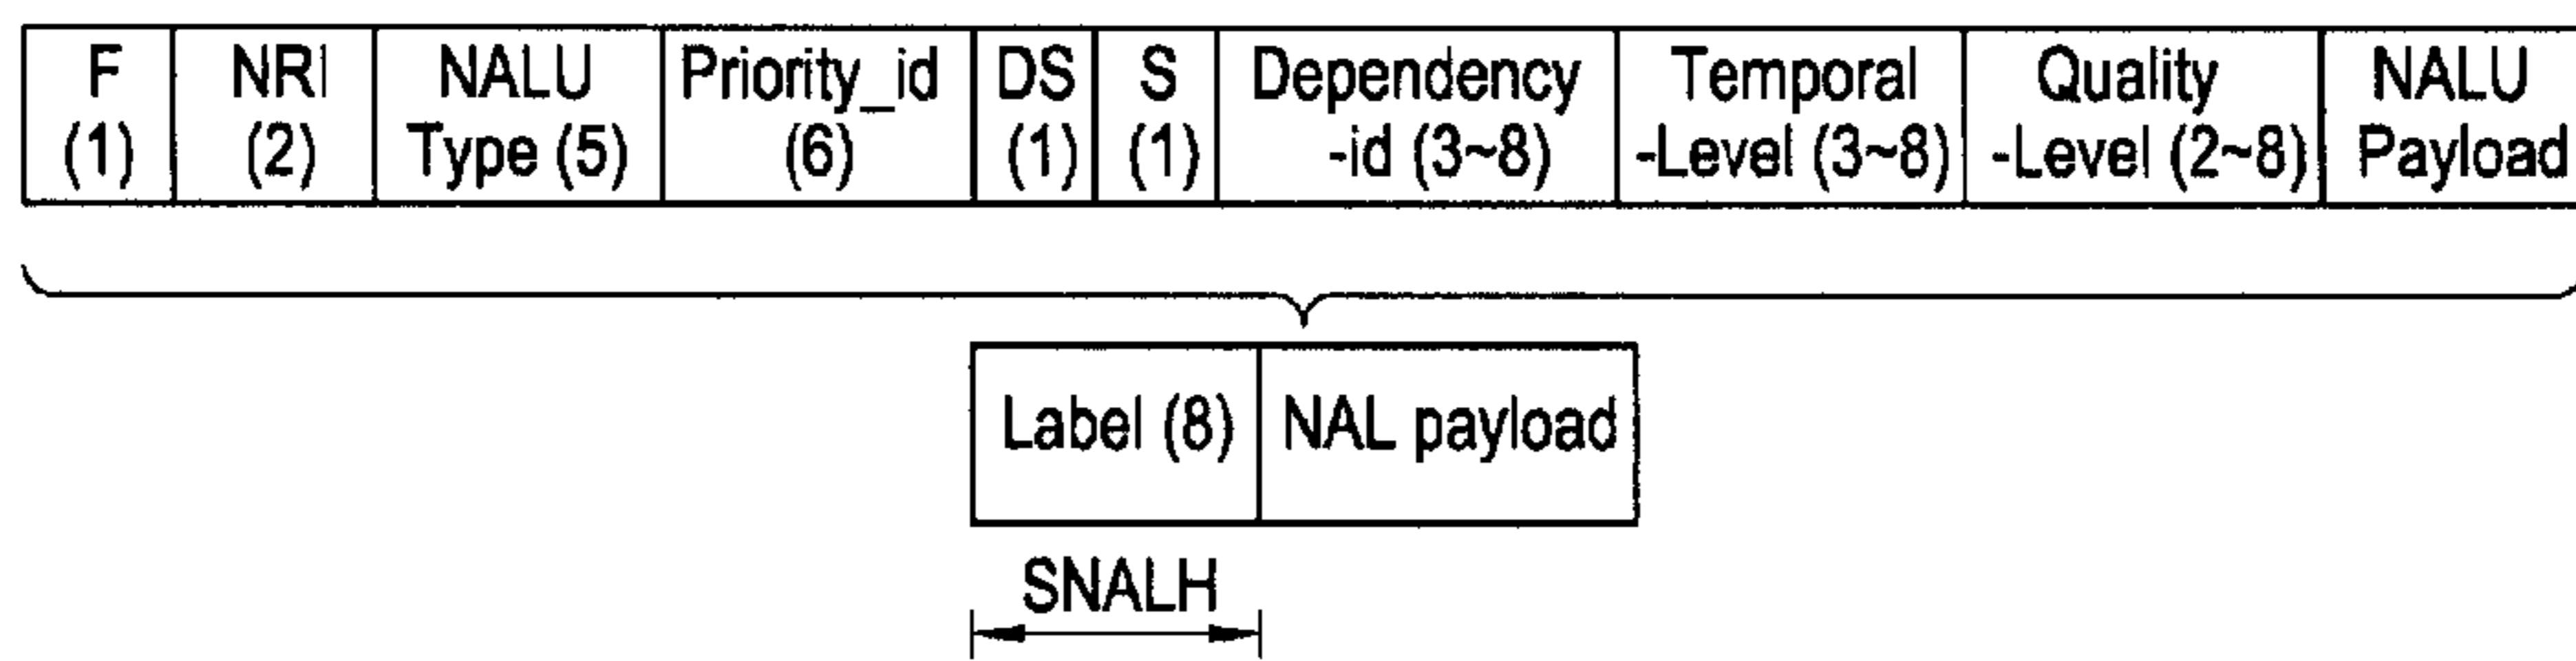 F NRI NALU Priority_id DS S Dependency Temporal Quality NALU
(1) (2) Type (5) (6) (1) (1) -id (3~8) -Level (3~8) -Level (2~8) Payload
Label (8) NAL payload
SNALH